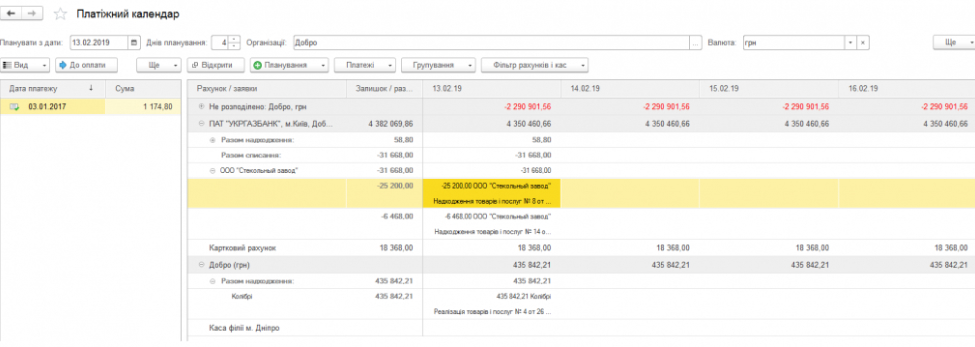 Платіжний календар
Планувати з дати: 13.02.2019 Днів планування: 4 Організації: Добро ... Валюта: грн Ще
Вид До оплати Ще Відкрити Планування Платежі Групування Фільтр рахунків і кас
Дата платежу ↓ Сума Рахунок / заявки Залишок / раз... 13.02.19 14.02.19 15.02.19 16.02.19
03.01.2017 1 174,80 Не розподілено: Добро, грн -2 290 901,56 -2 290 901,56 -2 290 901,56 -2 290 901,56
ПАТ "УКРГАЗБАНК", м.Київ, Доб... 4 382 069,86 4 350 460,66 4 350 460,66 4 350 460,66 4 350 460,66
Разом надходження: 58,80 58,80
Разом списання: -31 668,00 -31 668,00
ООО "Стекольный завод" -31 668,00 -31 668,00
-25 200,00 -25 200,00 ООО "Стекольный завод"
Надходження товарів і послуг № 8 от ...
-6 468,00 -6 468,00 ООО "Стекольный завод"
Надходження товарів і послуг № 14 о...
Картковий рахунок 18 368,00 18 368,00 18 368,00 18 368,00 18 368,00
Добро (грн) 435 842,21 435 842,21 435 842,21 435 842,21
Разом надходження: 435 842,21 435 842,21
Колібрі 435 842,21 435 842,21 Колібрі
Реалізація товарів і послуг № 4 от 26 ...
Каса філії м. Дніпро